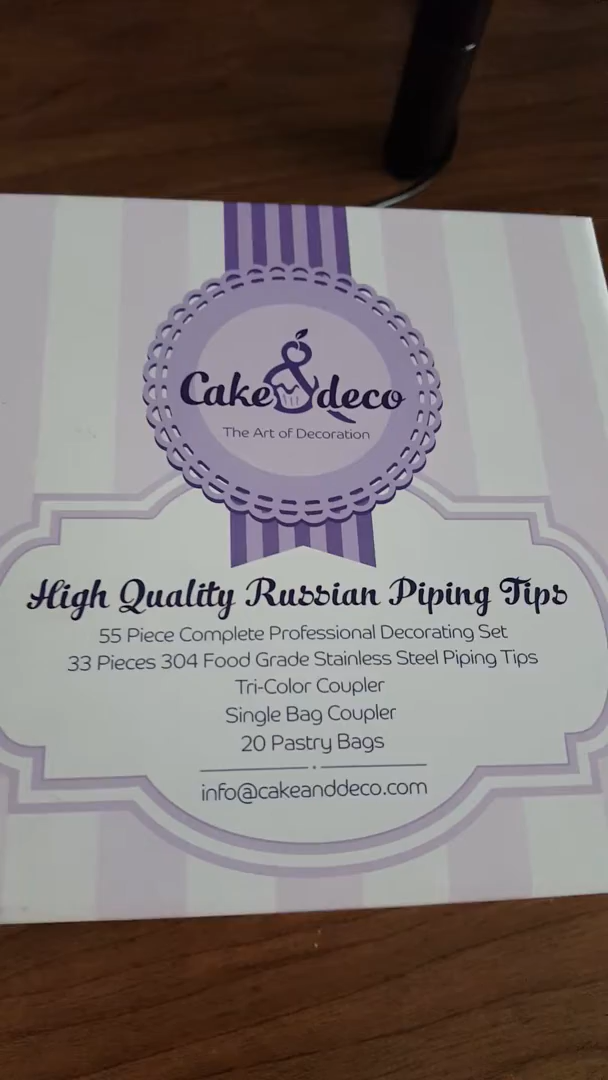 Cake & deco
The Art of Decoration
High Quality Russian Piping Tips
55 Piece Complete Professional Decorating Set
33 Pieces 304 Food Grade Stainless Steel Piping Tips
Tri-Color Coupler
Single Bag Coupler
20 Pastry Bags
info@cakeanddeco.com